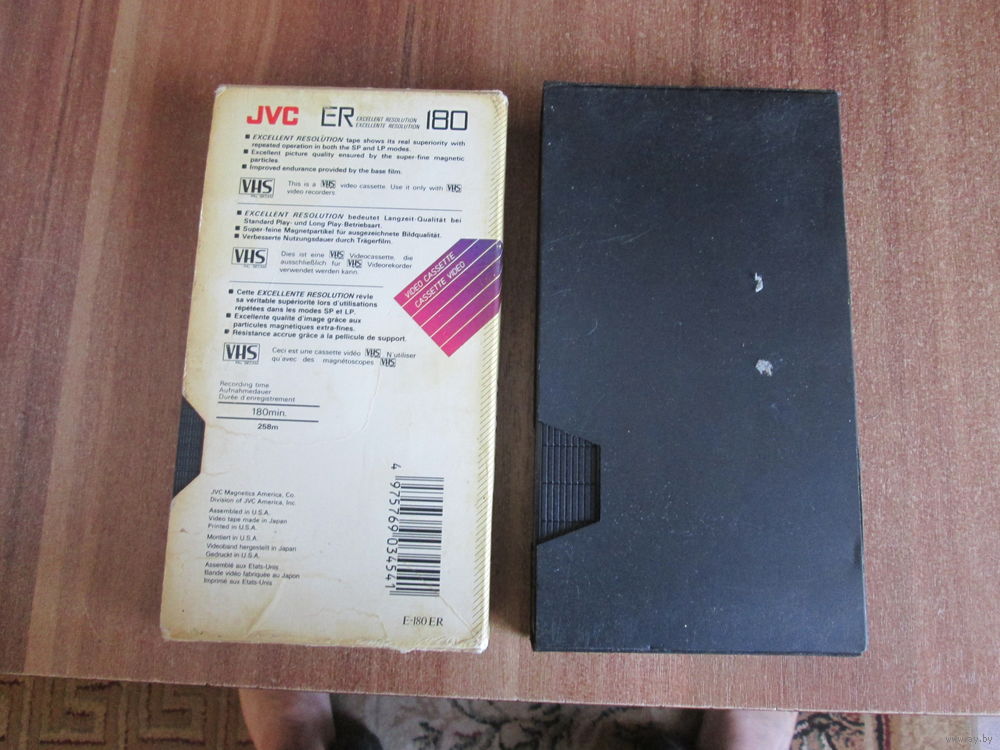 JVC ER EXCELLENT RESOLUTION 180
EXCELLENTE RESOLUTION
■ EXCELLENT RESOLUTION tape shows its real superiority with
repeated operation in both the SP and LP modes.
■ Excellent picture quality ensured by the super-fine magnetic
particles.
■ Improved endurance provided by the base film.
VHS
This is a VHS video cassette. Use it only with VHS
video recorders.
■ EXCELLENT RESOLUTION bedeutet Langzeit-Qualität bei
Standard Play- und Long Play-Betriebsart.
■ Super-feine Magnetpartikel für ausgezeichnete Bildqualität.
■ Verbesserte Nutzungsdauer durch Trägerfilm.
VHS
Dies ist eine VHS Videocassette, die
ausschließlich für VHS Videorekorder
verwendet werden kann.
VIDEO CASSETTE
CASSETTE VIDEO
■ Cette EXCELLENTE RESOLUTION revle
sa véritable supériorité lors d'utilisations
répétées dans les modes SP et LP.
■ Excellente qualite d'image grâce aux
particules magnétiques extra-fines.
■ Résistance accrue grâce à la pellicule de support.
VHS
Ceci est une cassette vidéo VHS N'utiliser
qu'avec des magnétoscopes VHS
Recording time
Aufnahmedauer
Durée d'enregistrement
180min.
258m
JVC Magnetics America, Co.
Division of JVC America, Inc.
Assembled in U.S.A.
Video tape made in Japan
Printed in U.S.A.
Montiert in U.S.A.
Videoband hergestellt in Japan
Gedruckt in U.S.A.
Assemblé aux Etats-Unis
Bande vidéo fabriquée au Japon
Imprimé aux Etats-Unis
4 975769 034541
E-180 ER
www.ay.by